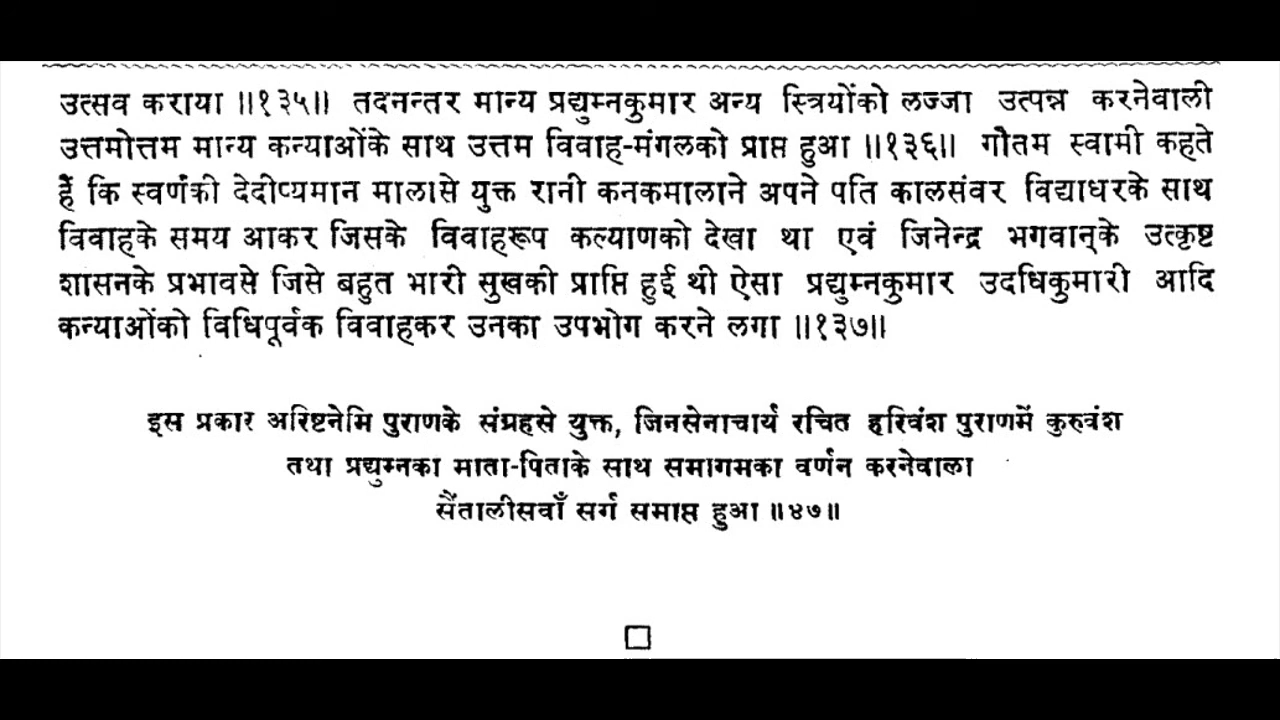 उत्सव कराया ॥१३५॥ तदनन्तर मान्य प्रद्युम्नकुमार अन्य स्त्रियोंको लज्जा उत्पन्न करनेवाली
उत्तमोत्तम मान्य कन्याओंके साथ उत्तम विवाह-मंगलको प्राप्त हुआ ॥१३६॥ गौतम स्वामी कहते
हैं कि स्वर्णकी देदीप्यमान मालासे युक्त रानी कनकमालाने अपने पति कालसंवर विद्याधरके साथ
विवाहके समय आकर जिसके विवाहरूप कल्याणको देखा था एवं जिनेन्द्र भगवान्‌के उत्कृष्ट
शासनके प्रभावसे जिसे बहुत भारी सुखकी प्राप्ति हुई थी ऐसा प्रद्युम्नकुमार उदधिकुमारी आदि
कन्याओंको विधिपूर्वक विवाहकर उनका उपभोग करने लगा ॥१३७॥
इस प्रकार अरिष्टनेमि पुराणके संग्रहसे युक्त, जिनसेनाचार्य रचित हरिवंश पुराणमें कुरुवंश
तथा प्रद्युम्नका माता-पिताके साथ समागमका वर्णन करनेवाला
सैंतालीसवाँ सर्ग समाप्त हुआ ॥४७॥